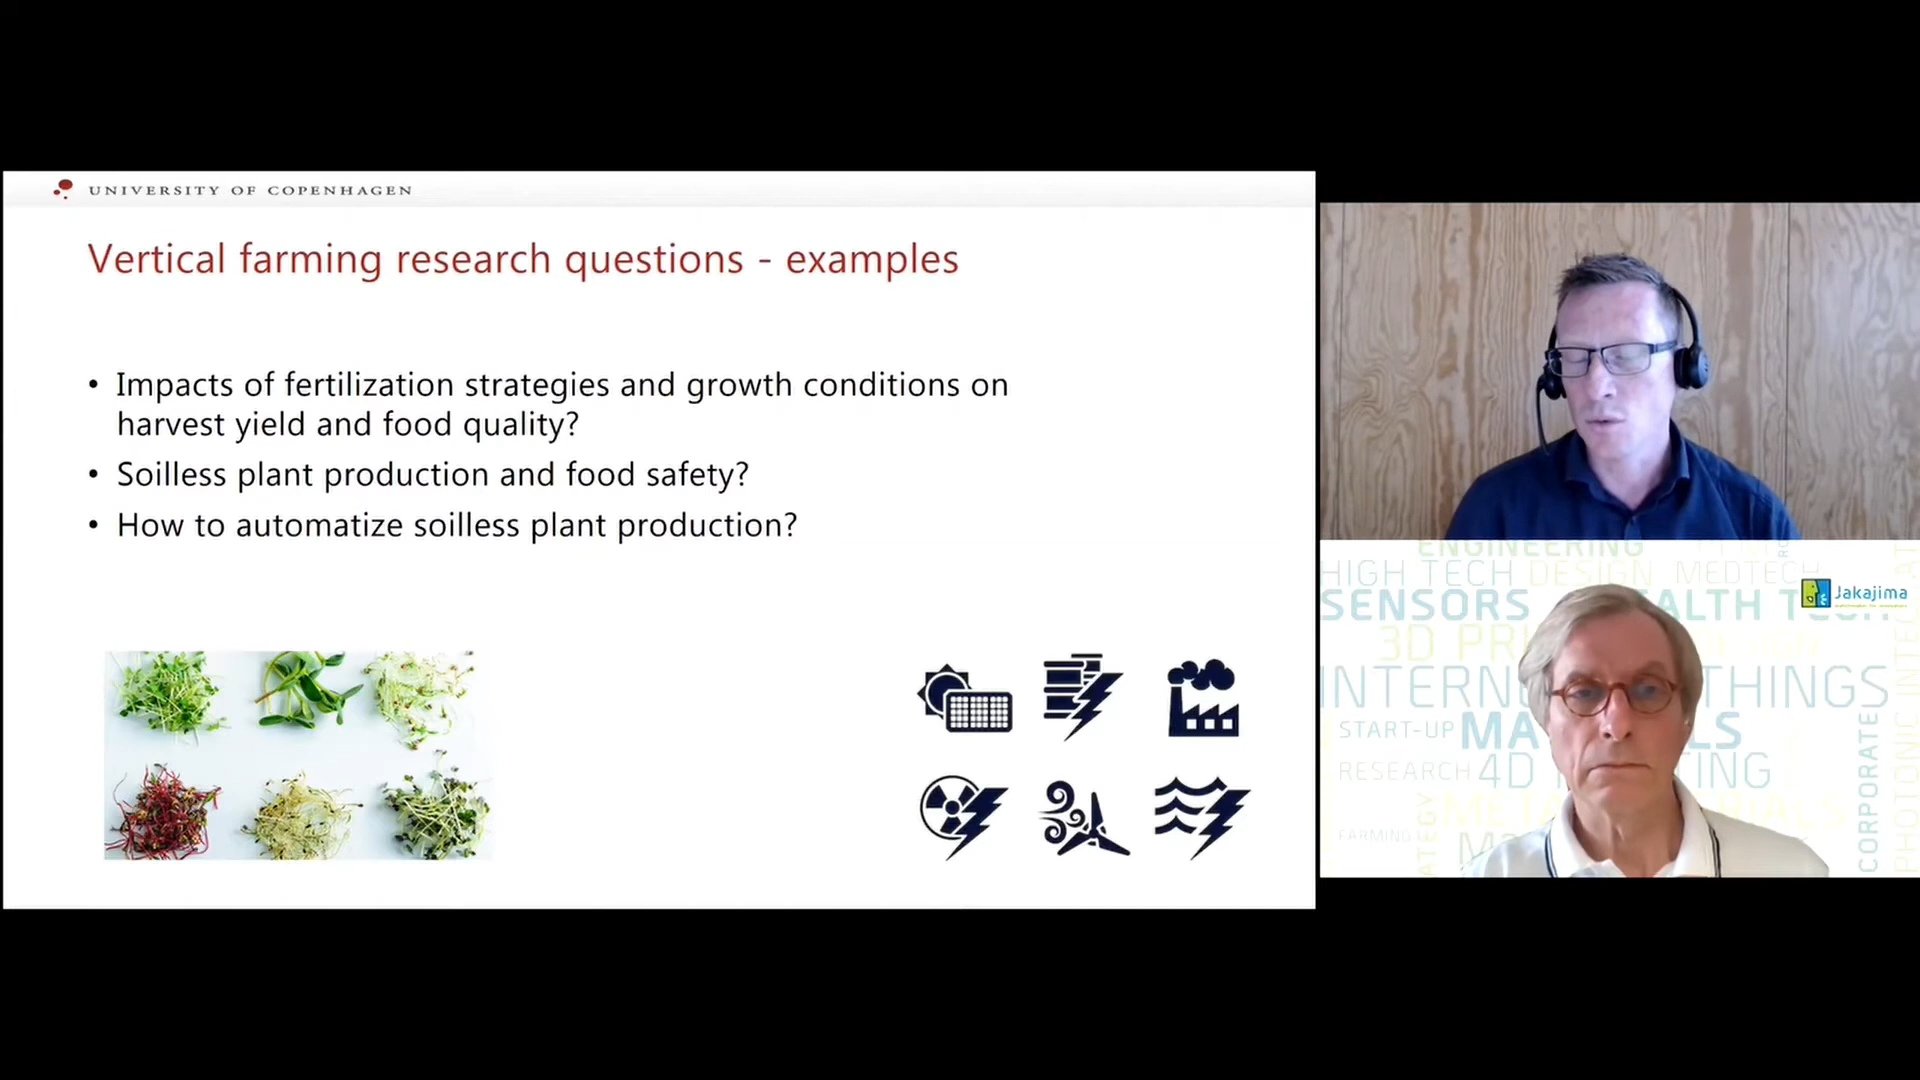 UNIVERSITY OF COPENHAGEN
Vertical farming research questions - examples
• Impacts of fertilization strategies and growth conditions on
harvest yield and food quality?
• Soilless plant production and food safety?
• How to automatize soilless plant production?
ENGINEERING
HIGH TECH DESIGN MEDTECH
Jakajima
SENSORS
3D
THINGS
START-UP
RESEARCH 4D
FARMING
CORPORATE
PHOTONIC